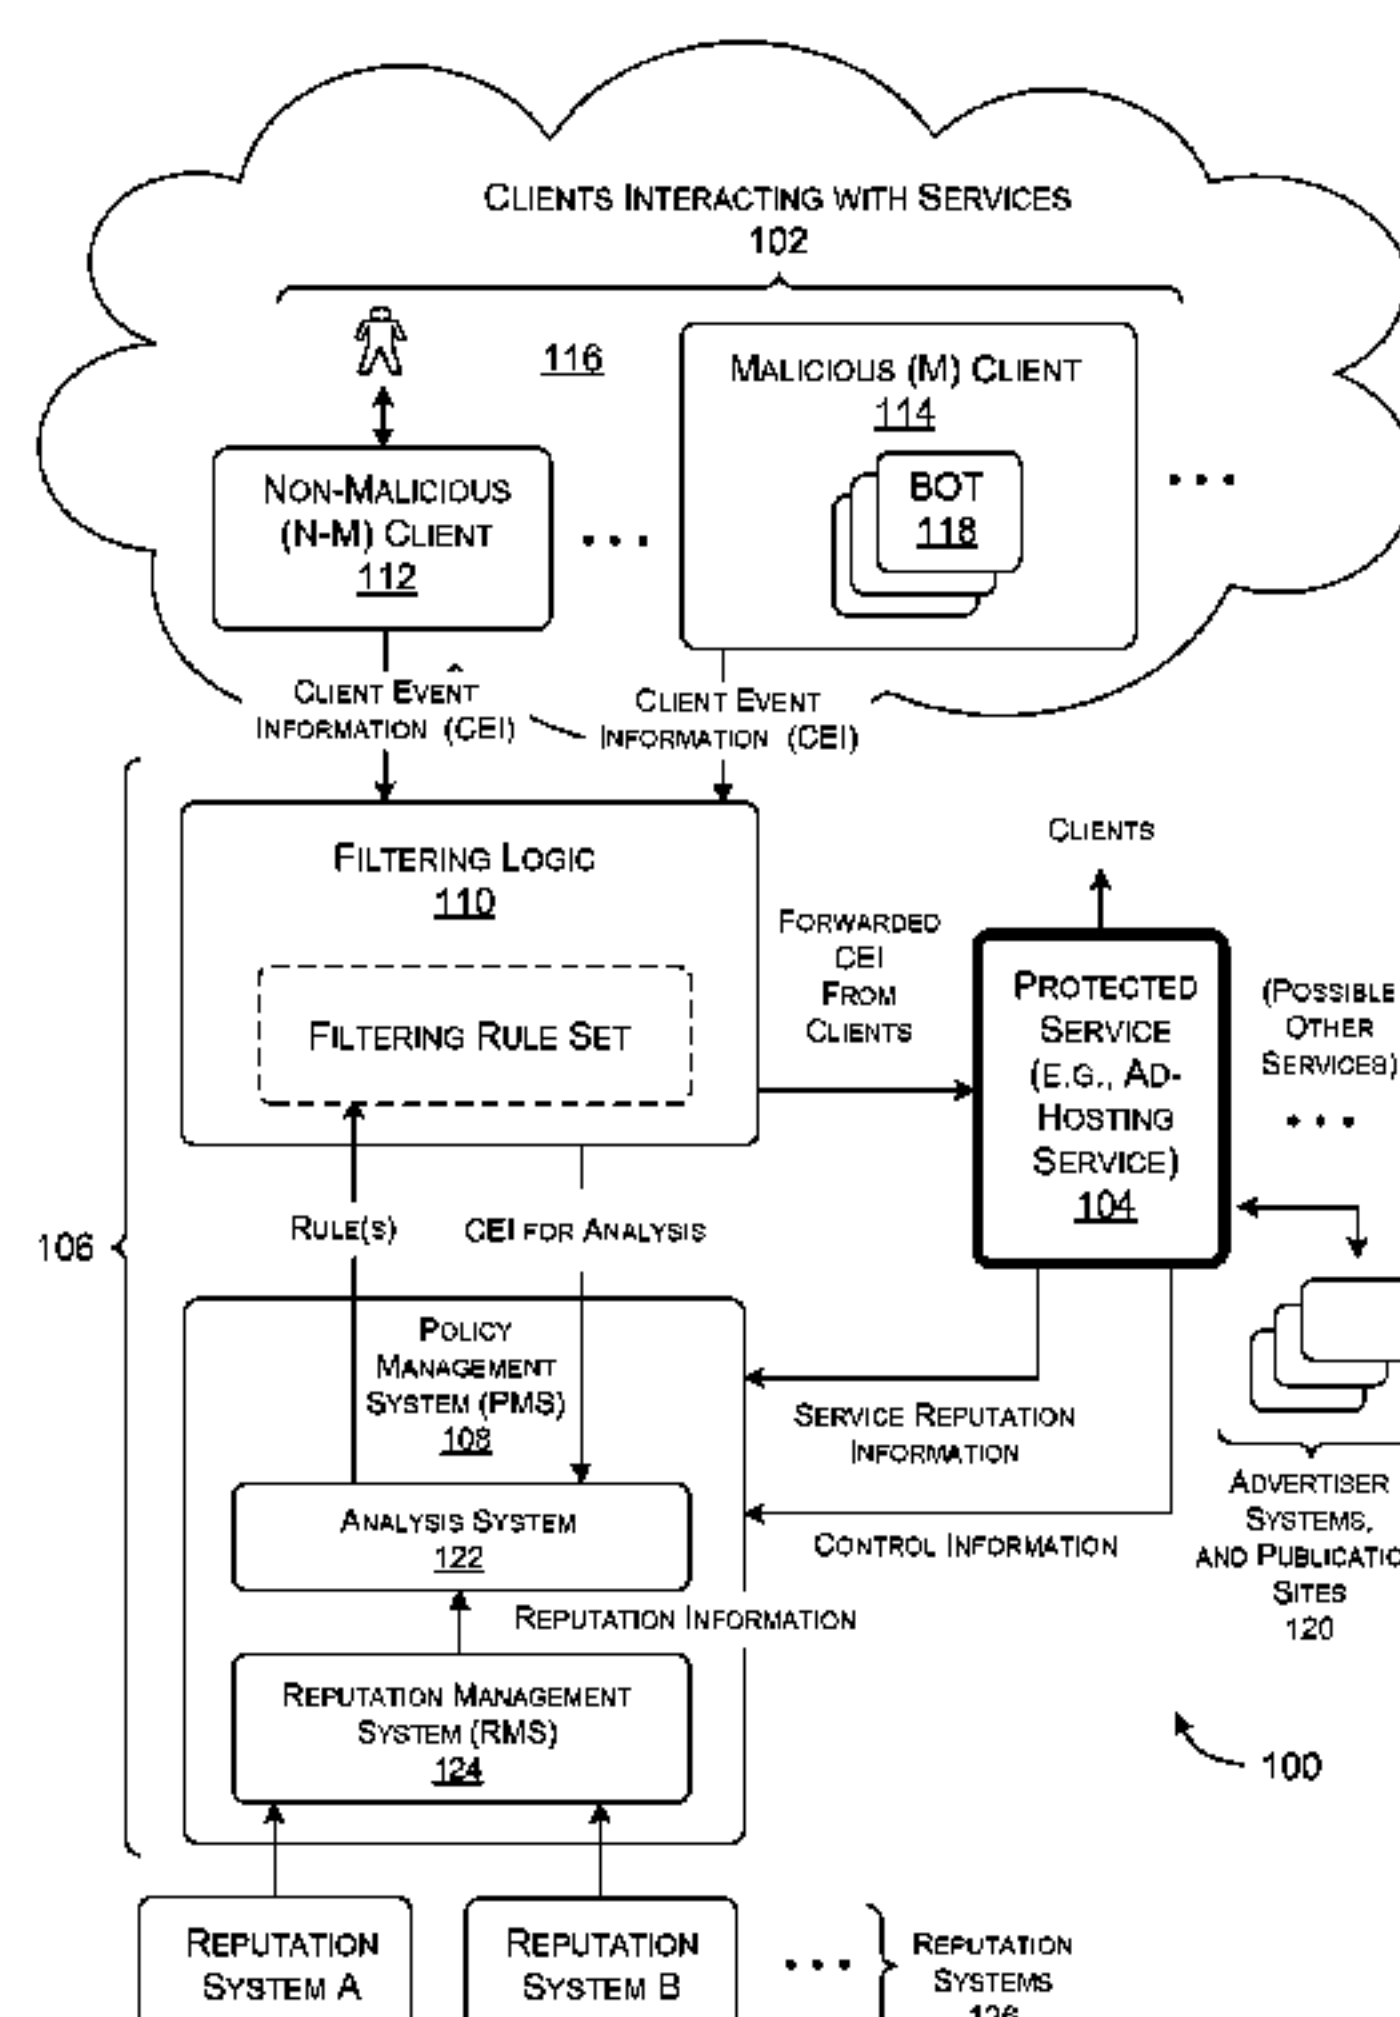 CLIENTS INTERACTING WITH SERVICES
102
116
MALICIOUS (M) CLIENT
114
BOT
118
NON-MALICIOUS
(N-M) CLIENT
112
CLIENT EVENT
INFORMATION (CEI)
CLIENT EVENT
INFORMATION (CEI)
106
FILTERING LOGIC
110
FILTERING RULE SET
FORWARDED
CEI
FROM
CLIENTS
CLIENTS
PROTECTED
SERVICE
(E.G., AD-
HOSTING
SERVICE)
104
(POSSIBLE
OTHER
SERVICES)
RULE(S)
CEI FOR ANALYSIS
POLICY
MANAGEMENT
SYSTEM (PMS)
108
SERVICE REPUTATION
INFORMATION
CONTROL INFORMATION
ADVERTISER
SYSTEMS,
AND
SITES
120
ANALYSIS SYSTEM
122
REPUTATION INFORMATION
REPUTATION MANAGEMENT
SYSTEM (RMS)
124
100
REPUTATION
SYSTEM A
REPUTATION
SYSTEM B
REPUTATION
SYSTEMS